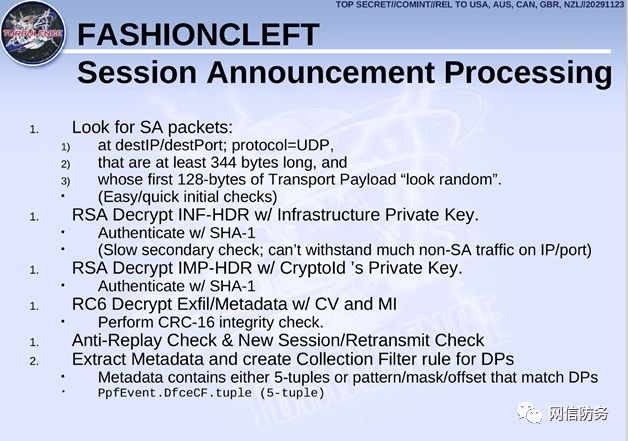 TOP SECRET//COMINT//REL TO USA, AUS, CAN, GBR, NZL//20291123
TURBULENCE
FASHIONCLEFT
Session Announcement Processing
1. Look for SA packets:
1) at destIP/destPort; protocol=UDP,
2) that are at least 344 bytes long, and
3) whose first 128-bytes of Transport Payload “look random”.
• (Easy/quick initial checks)
1. RSA Decrypt INF-HDR w/ Infrastructure Private Key.
• Authenticate w/ SHA-1
• (Slow secondary check; can’t withstand much non-SA traffic on IP/port)
1. RSA Decrypt IMP-HDR w/ CryptoId ’s Private Key.
• Authenticate w/ SHA-1
1. RC6 Decrypt Exfil/Metadata w/ CV and MI
• Perform CRC-16 integrity check.
1. Anti-Replay Check & New Session/Retransmit Check
2. Extract Metadata and create Collection Filter rule for DPs
• Metadata contains either 5-tuples or pattern/mask/offset that match DPs
• PpfEvent.DfceCF.tuple (5-tuple)
网信防务